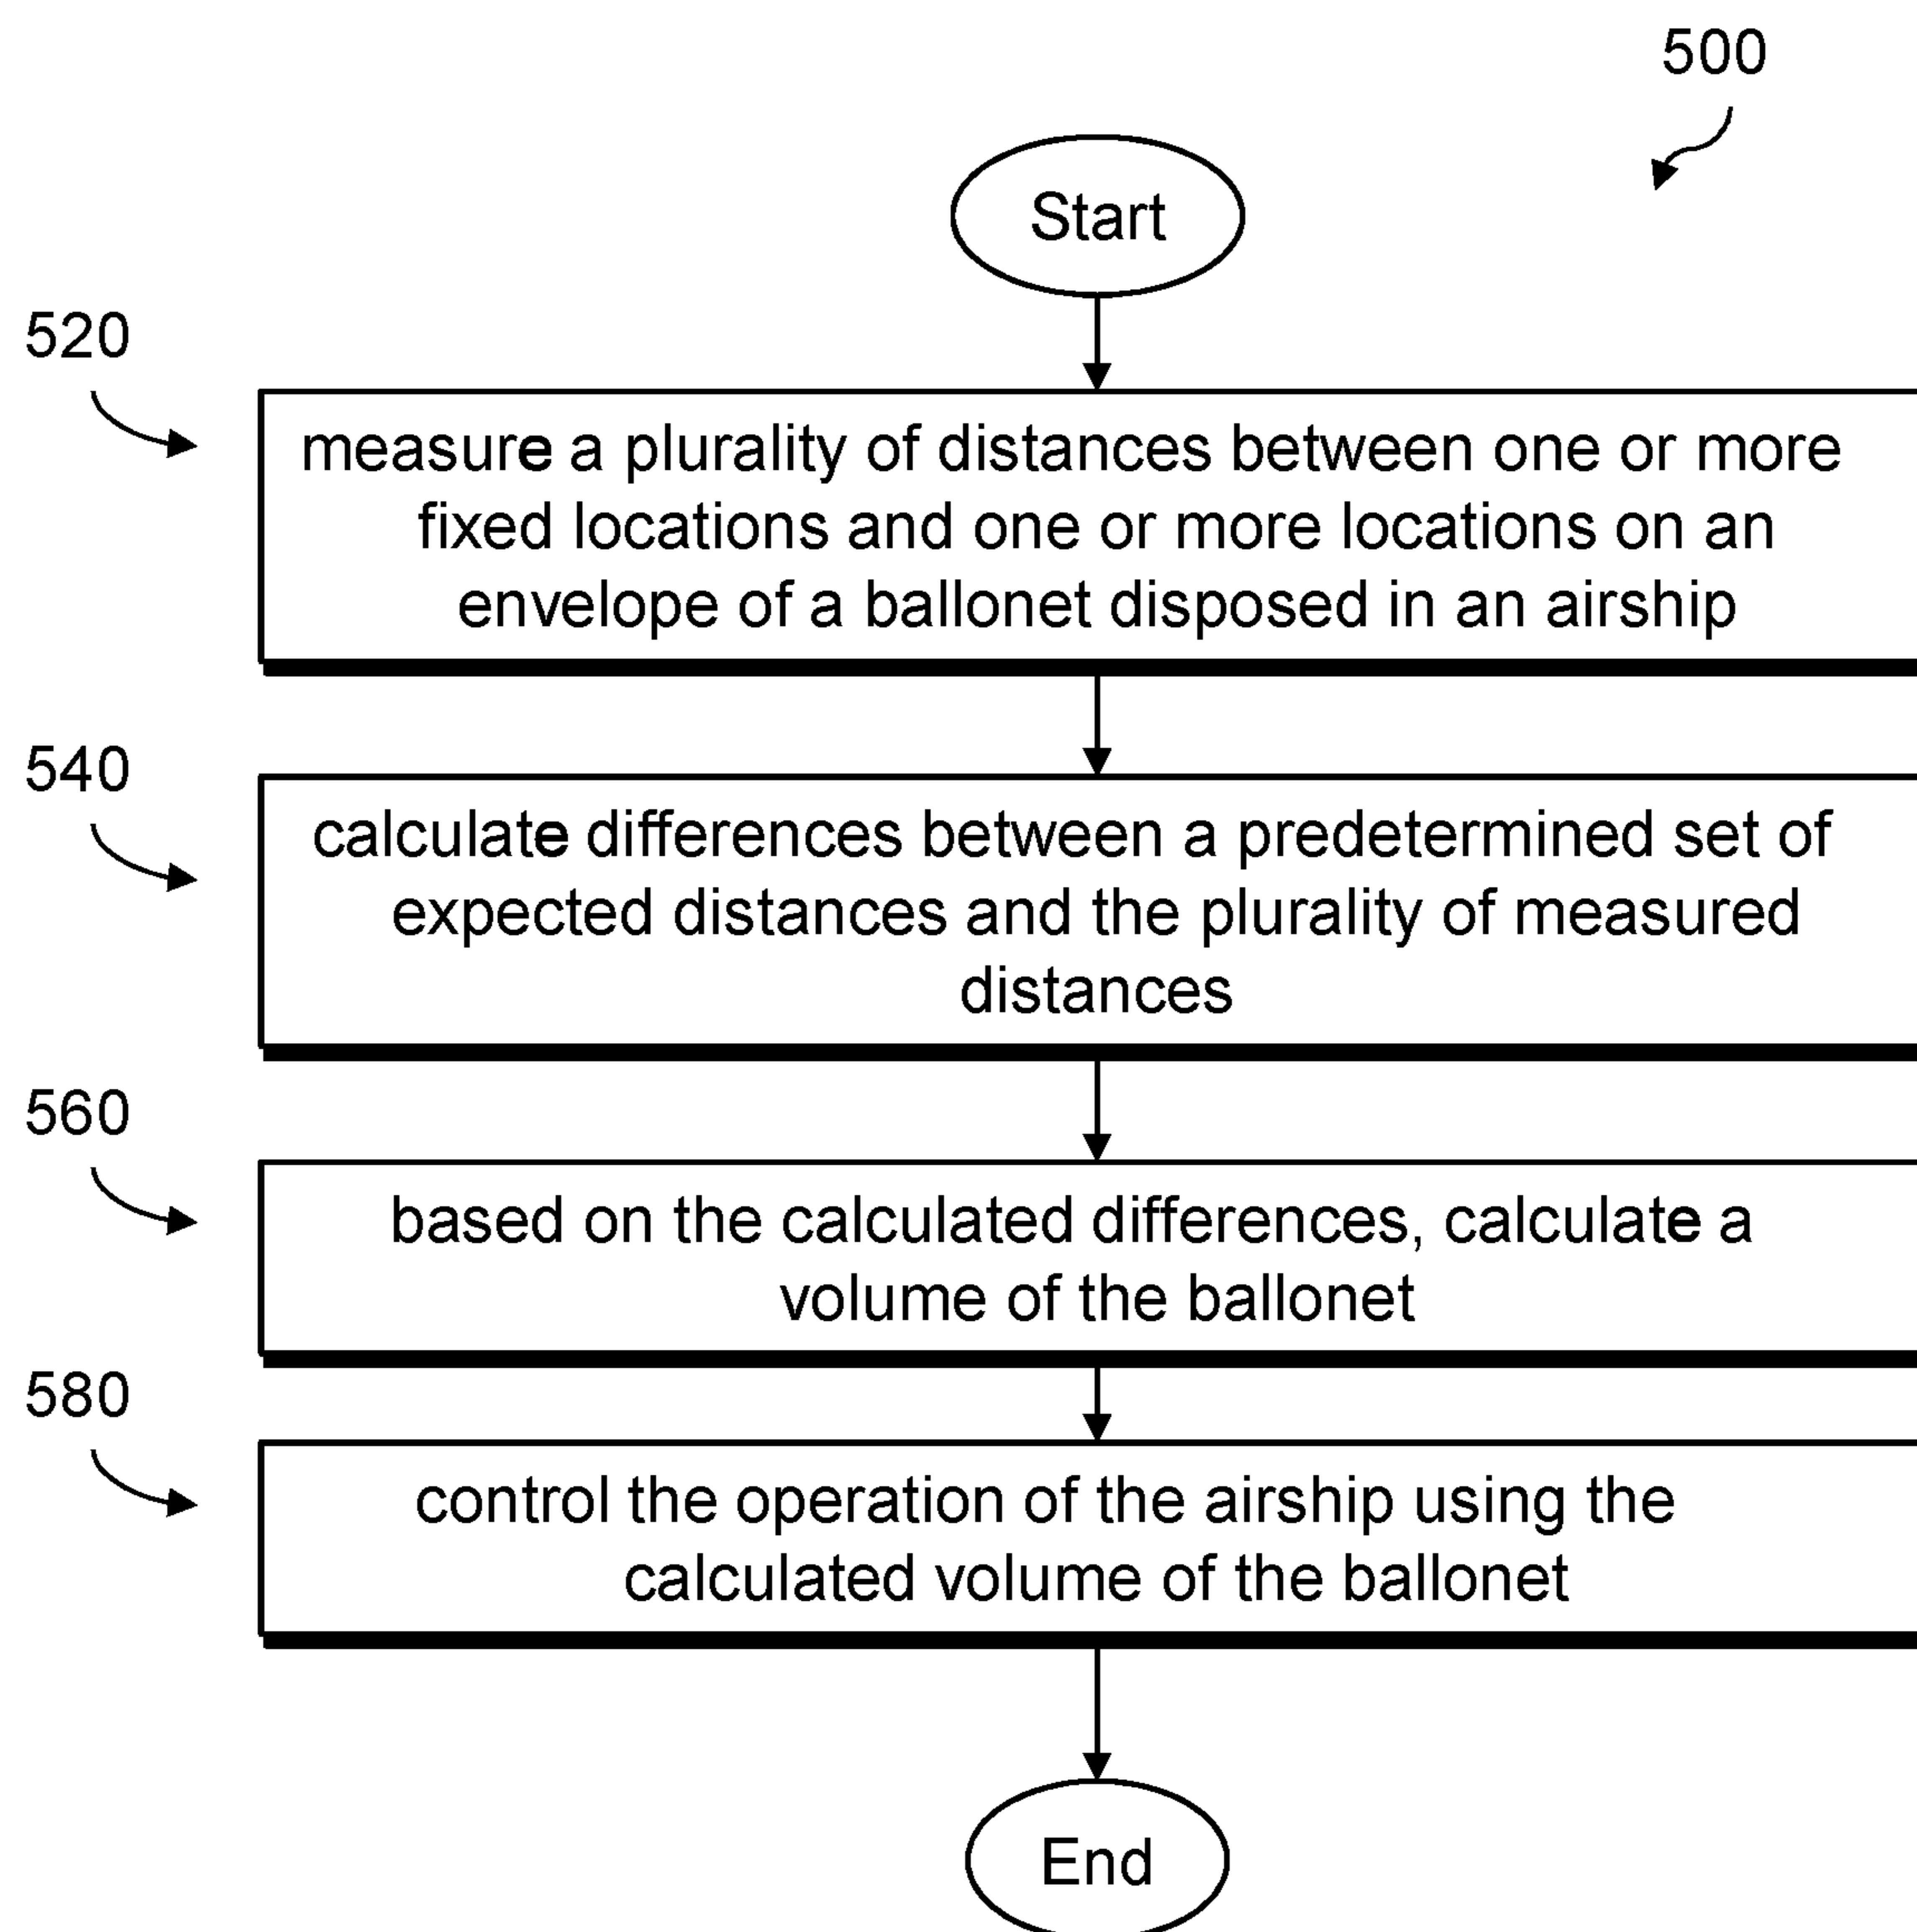 500
Start
520
measure a plurality of distances between one or more
fixed locations and one or more locations on an
envelope of a ballonet disposed in an airship
540
calculate differences between a predetermined set of
expected distances and the plurality of measured
distances
560
based on the calculated differences, calculate a
volume of the ballonet
580
control the operation of the airship using the
calculated volume of the ballonet
End